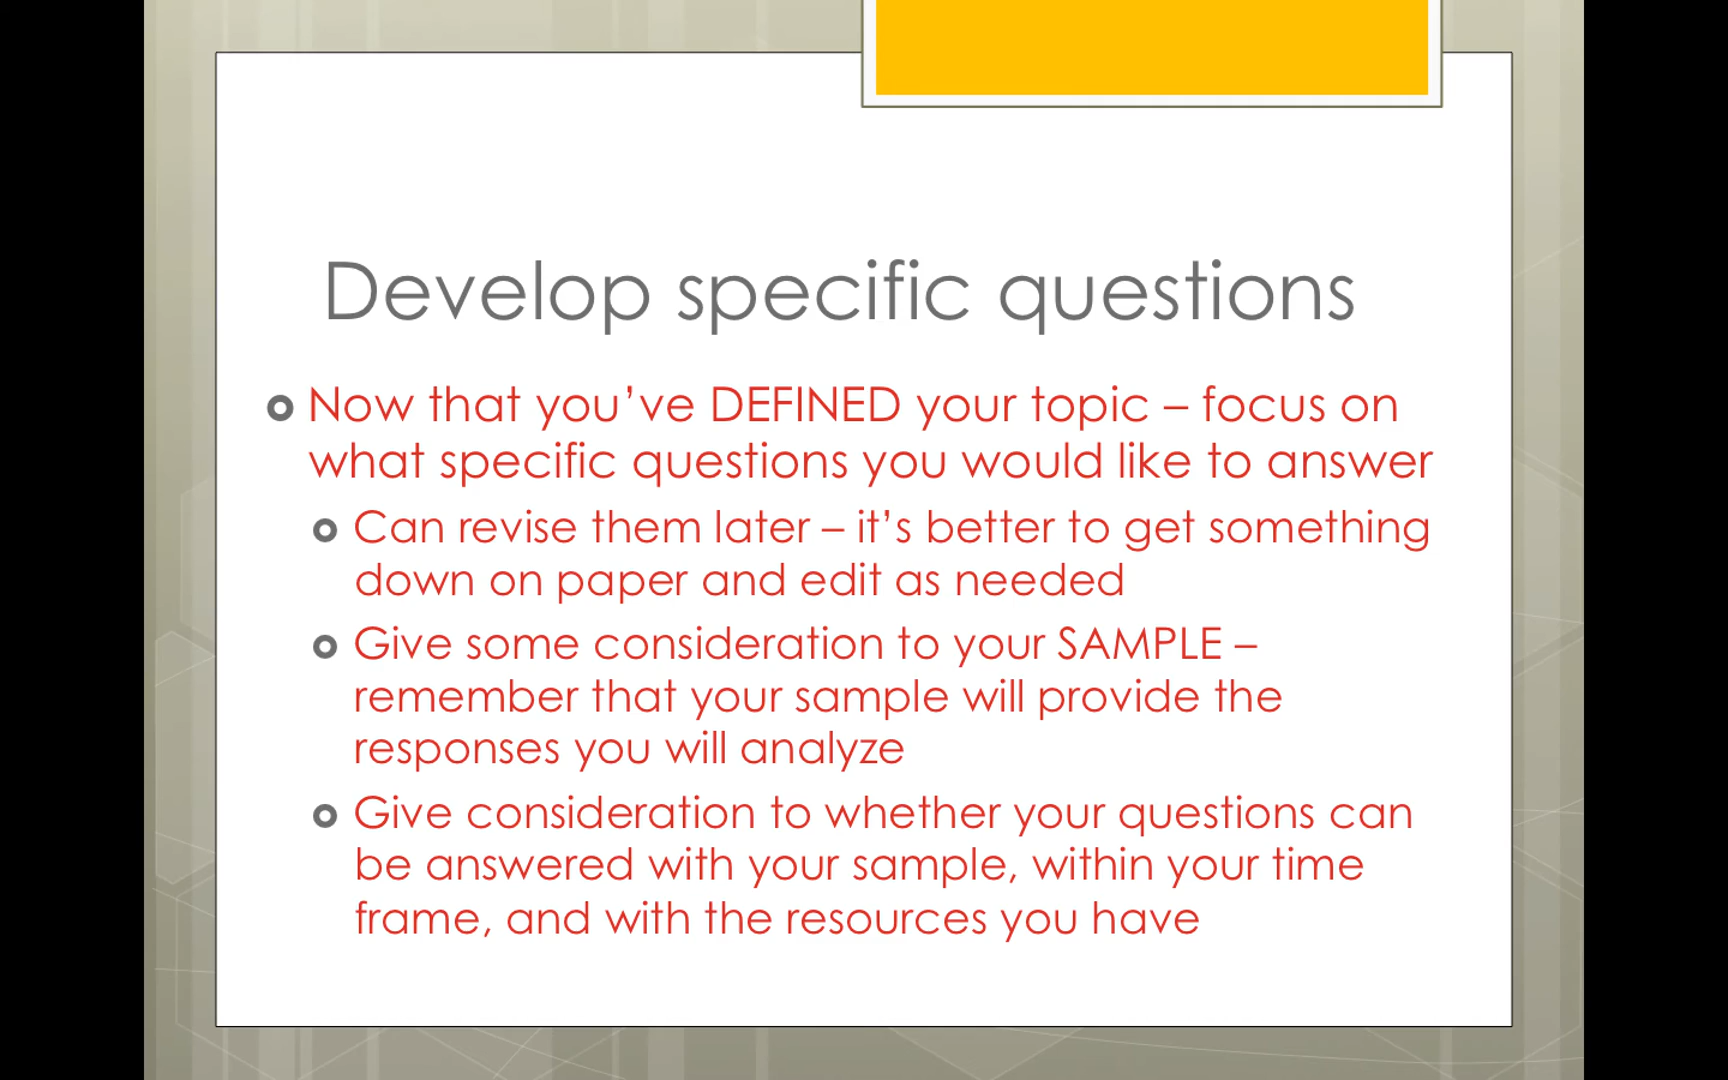 Develop specific questions
Now that you’ve DEFINED your topic – focus on
what specific questions you would like to answer
Can revise them later – it’s better to get something
down on paper and edit as needed
Give some consideration to your SAMPLE –
remember that your sample will provide the
responses you will analyze
Give consideration to whether your questions can
be answered with your sample, within your time
frame, and with the resources you have